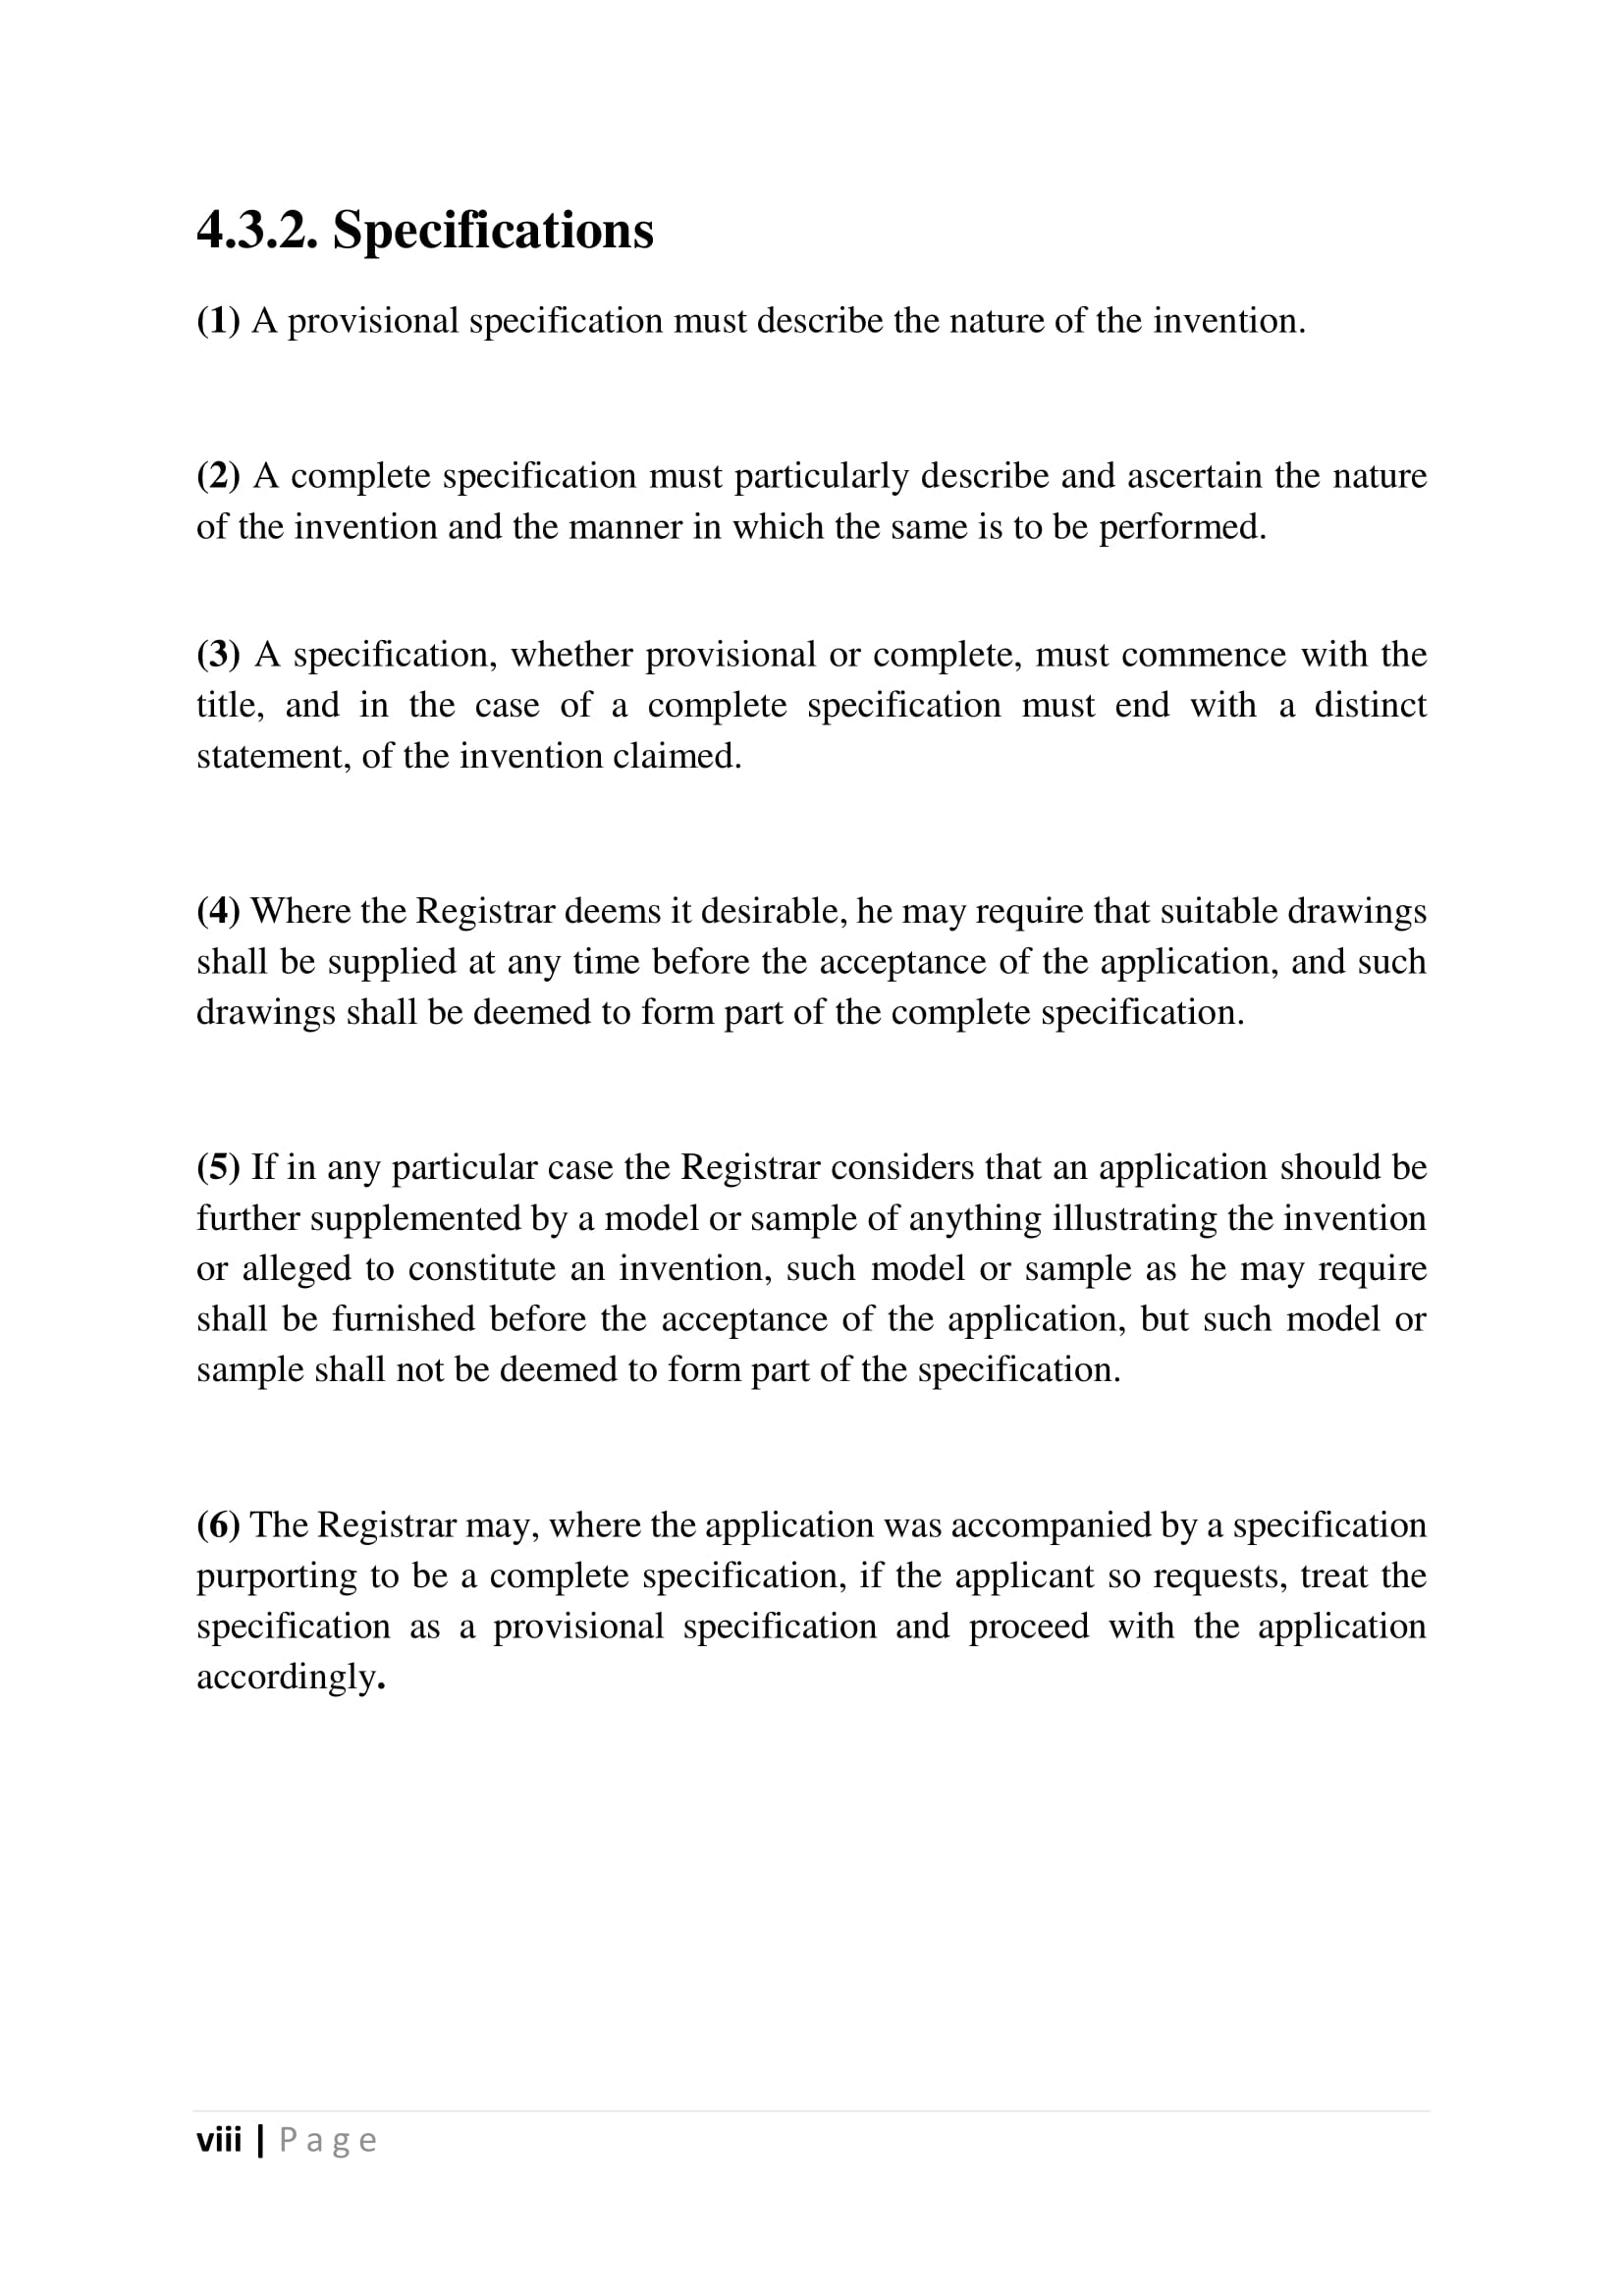 4.3.2. Specifications
(1) A provisional specification must describe the nature of the invention.
(2) A complete specification must particularly describe and ascertain the nature
of the invention and the manner in which the same is to be performed.
(3) A specification, whether provisional or complete, must commence with the
title, and in the case of a complete specification must end with a distinct
statement, of the invention claimed.
(4) Where the Registrar deems it desirable, he may require that suitable drawings
shall be supplied at any time before the acceptance of the application, and such
drawings shall be deemed to form part of the complete specification.
(5) If in any particular case the Registrar considers that an application should be
further supplemented by a model or sample of anything illustrating the invention
or alleged to constitute an invention, such model or sample as he may require
shall be furnished before the acceptance of the application, but such model or
sample shall not be deemed to form part of the specification.
(6) The Registrar may, where the application was accompanied by a specification
purporting to be a complete specification, if the applicant so requests, treat the
specification as a provisional specification and proceed with the application
accordingly.
viii | Page